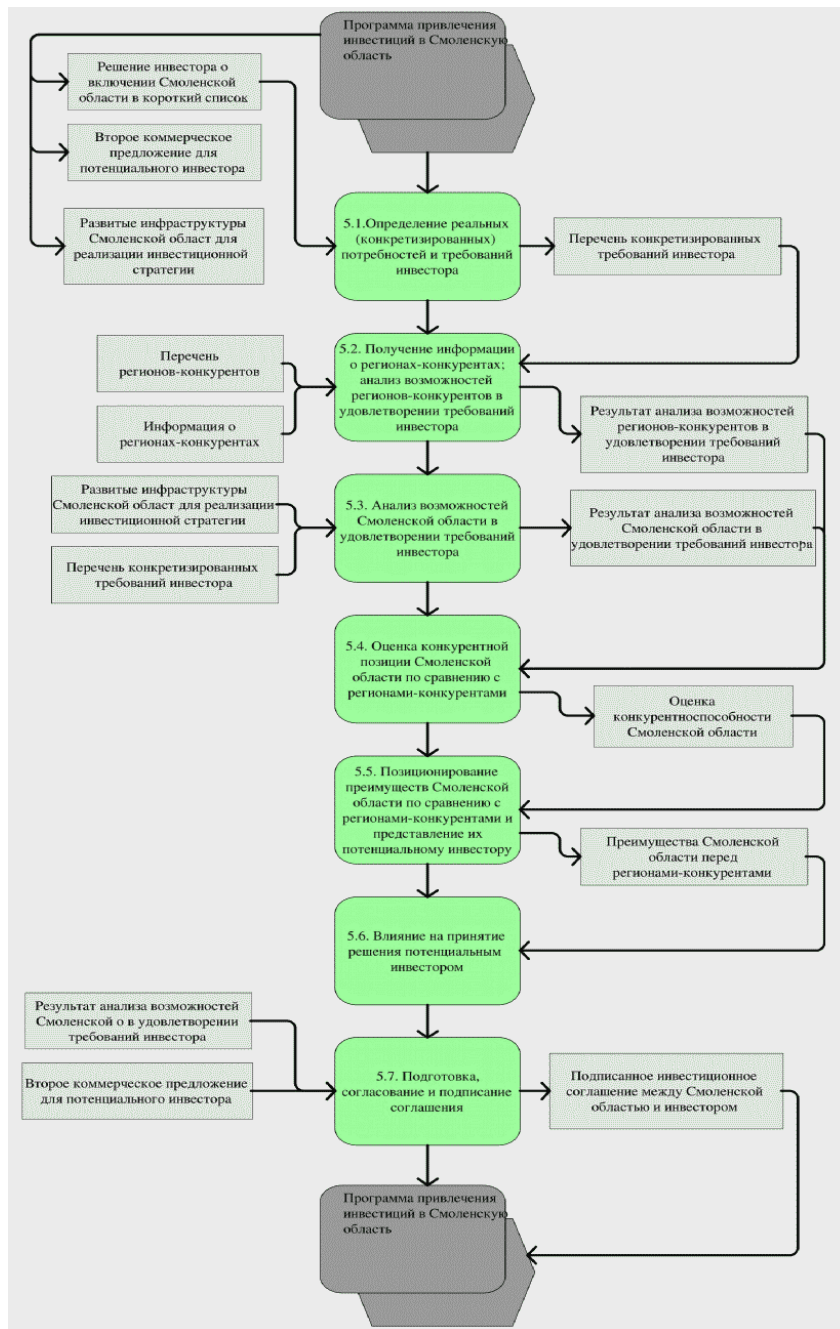 Программа привлечения
инвестиций в Смоленскую
область
Решение инвестора о
включении Смоленской
области в короткий список
Второе коммерческое
предложение для
потенциального инвестора
Развитые инфраструктуры
Смоленской област для
реализации инвестиционной
стратегии
5.1.Определение реальных
(конкретизированных)
потребностей и требований
инвестора
Перечень конкретизированных
требований инвестора
Перечень
регионов-конкурентов
Информация о
регионах-конкурентах
5.2. Получение информации
о регионах-конкурентах;
анализ возможностей
регионов-конкурентов в
удовлетворении требований
инвестора
Результат анализа возможностей
регионов-конкурентов в
удовлетворении требований
инвестора
Развитые инфраструктуры
Смоленской област для реализации
инвестиционной стратегии
Перечень конкретизированных
требований инвестора
5.3. Анализ возможностей
Смоленской области в
удовлетворении требований
инвестора
Результат анализа возможностей
Смоленской области в
удовлетворении требований инвестора
5.4. Оценка конкурентной
позиции Смоленской
области по сравнению с
регионами-конкурентами
Оценка
конкурентноспособности
Смоленской области
5.5. Позиционирование
преимуществ Смоленской
области по сравнению с
регионами-конкурентами и
представление их
потенциальному инвестору
Преимущества Смоленской
области перед
регионами-конкурентами
5.6. Влияние на принятие
решения потенциальным
инвестором
Результат анализа возможностей
Смоленской о в удовлетворении
требований инвестора
Второе коммерческое предложение
для потенциального инвестора
5.7. Подготовка,
согласование и подписание
соглашения
Подписанное инвестиционное
соглашение между Смоленской
областью и инвестором
Программа привлечения
инвестиций в Смоленскую
область